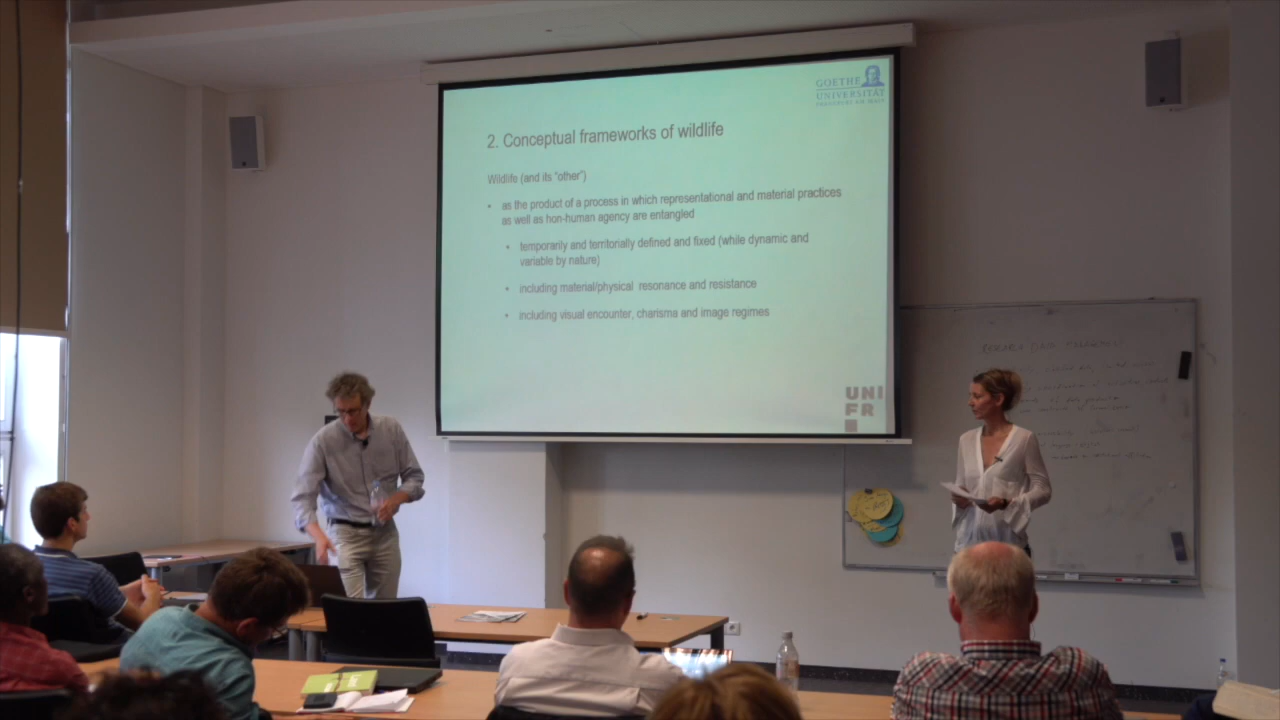 GOETHE
UNIVERSITÄT
FRANKFURT AM MAIN
2. Conceptual frameworks of wildlife
Wildlife (and its "other")
• as the product of a process in which representational and material practices
as well as non-human agency are entangled
• temporarily and territorially defined and fixed (while dynamic and
variable by nature)
• including material/physical resonance and resistance
• including visual encounter, charisma and image regimes
UNI
FR